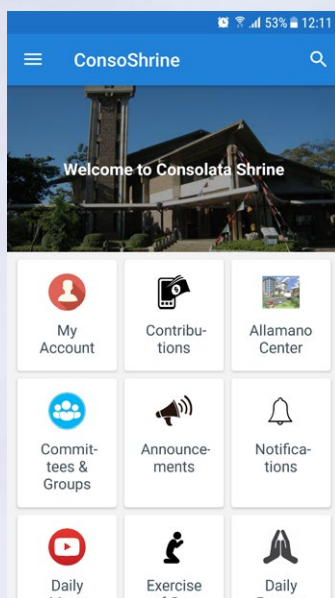 53% 12:11
ConsoShrine
Welcome to Consolata Shrine
My
Account
Contribu-
tions
Allamano
Center
Commit-
tees &
Groups
Announce-
ments
Notifica-
tions
Daily
Exercise
Daily